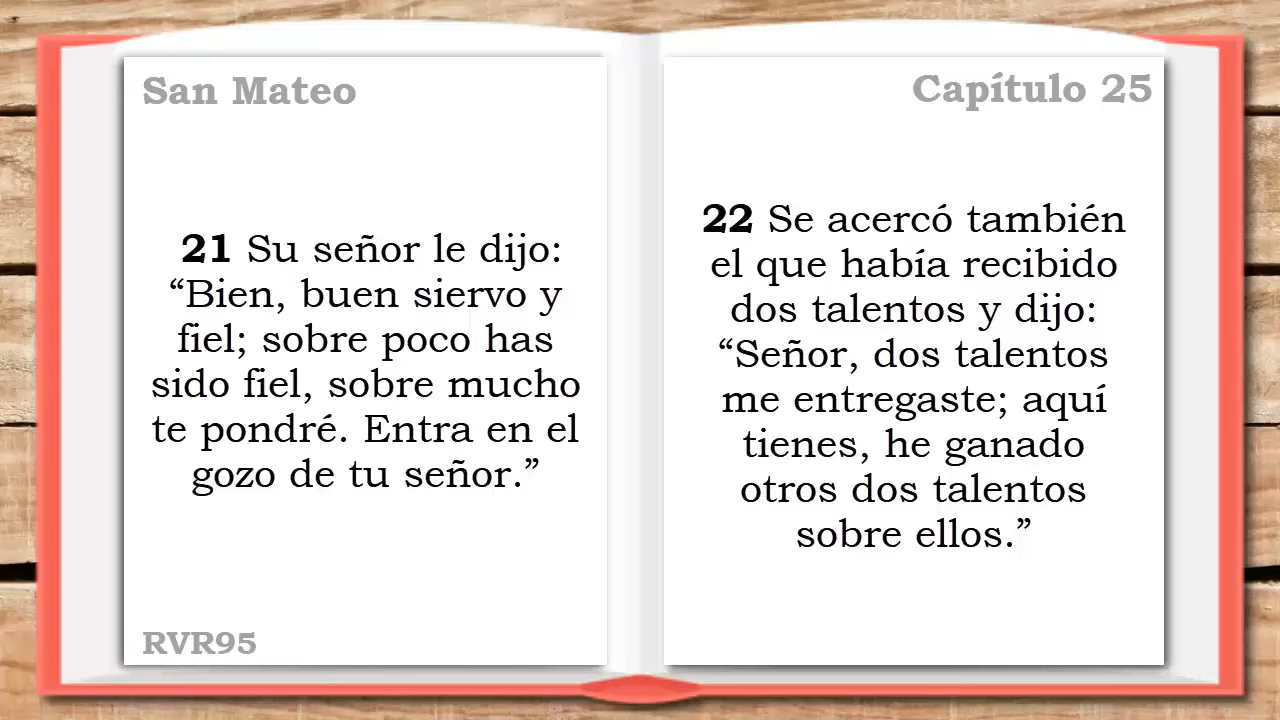 San Mateo
21 Su señor le dijo:
“Bien, buen siervo y
fiel; sobre poco has
sido fiel, sobre mucho
te pondré. Entra en el
gozo de tu señor.”
RVR95
Capítulo 25
22 Se acercó también
el que había recibido
dos talentos y dijo:
“Señor, dos talentos
me entregaste; aquí
tienes, he ganado
otros dos talentos
sobre ellos.”